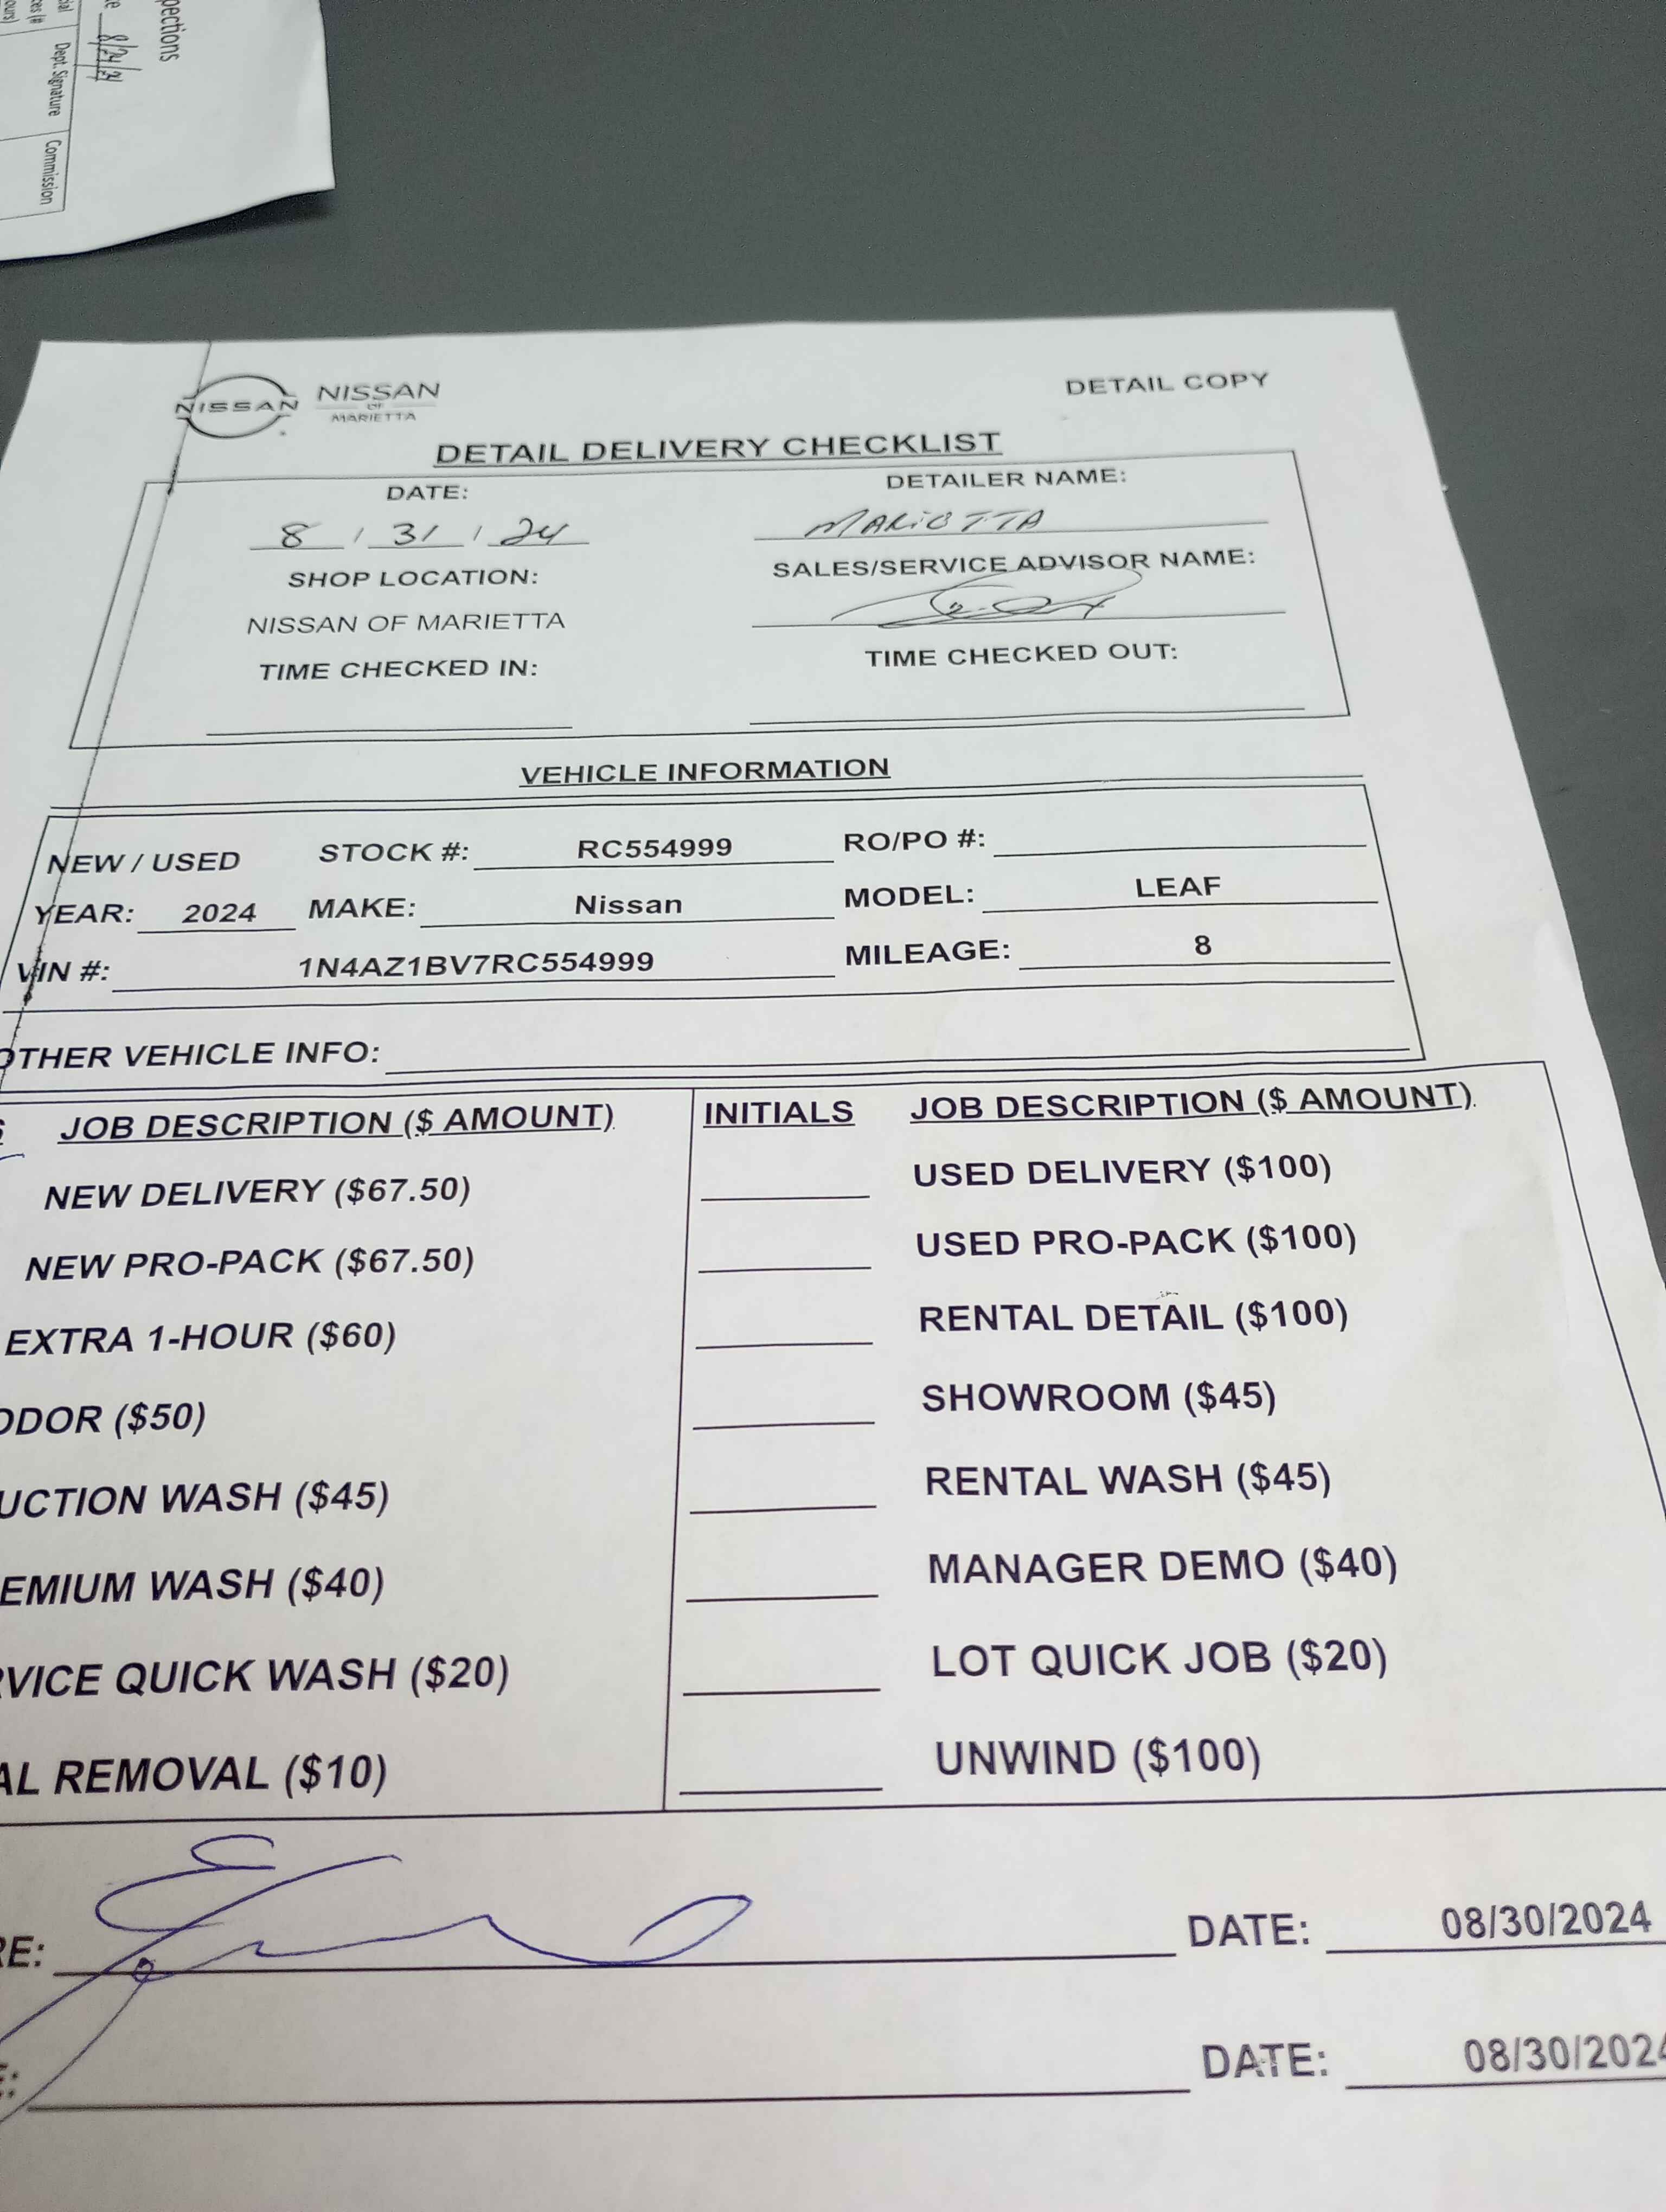 pections
8/24/24
Dept. Signature
Commission
NISSAN
NISSAN
OF
MARIETTA
DETAIL COPY
DETAIL DELIVERY CHECKLIST
DATE: DETAILER NAME:
8 / 31 / 24 MARIOTTA
SHOP LOCATION: SALES/SERVICE ADVISOR NAME:
NISSAN OF MARIETTA
TIME CHECKED IN: TIME CHECKED OUT:
VEHICLE INFORMATION
NEW / USED STOCK #: RC554999 RO/PO #:
YEAR: 2024 MAKE: Nissan MODEL: LEAF
VIN #: 1N4AZ1BV7RC554999 MILEAGE: 8
OTHER VEHICLE INFO:
JOB DESCRIPTION ($ AMOUNT) INITIALS JOB DESCRIPTION ($ AMOUNT)
NEW DELIVERY ($67.50) USED DELIVERY ($100)
NEW PRO-PACK ($67.50) USED PRO-PACK ($100)
EXTRA 1-HOUR ($60) RENTAL DETAIL ($100)
ODOR ($50) SHOWROOM ($45)
UCTION WASH ($45) RENTAL WASH ($45)
EMIUM WASH ($40) MANAGER DEMO ($40)
RVICE QUICK WASH ($20) LOT QUICK JOB ($20)
AL REMOVAL ($10) UNWIND ($100)
RE: DATE: 08/30/2024
E: DATE: 08/30/2024